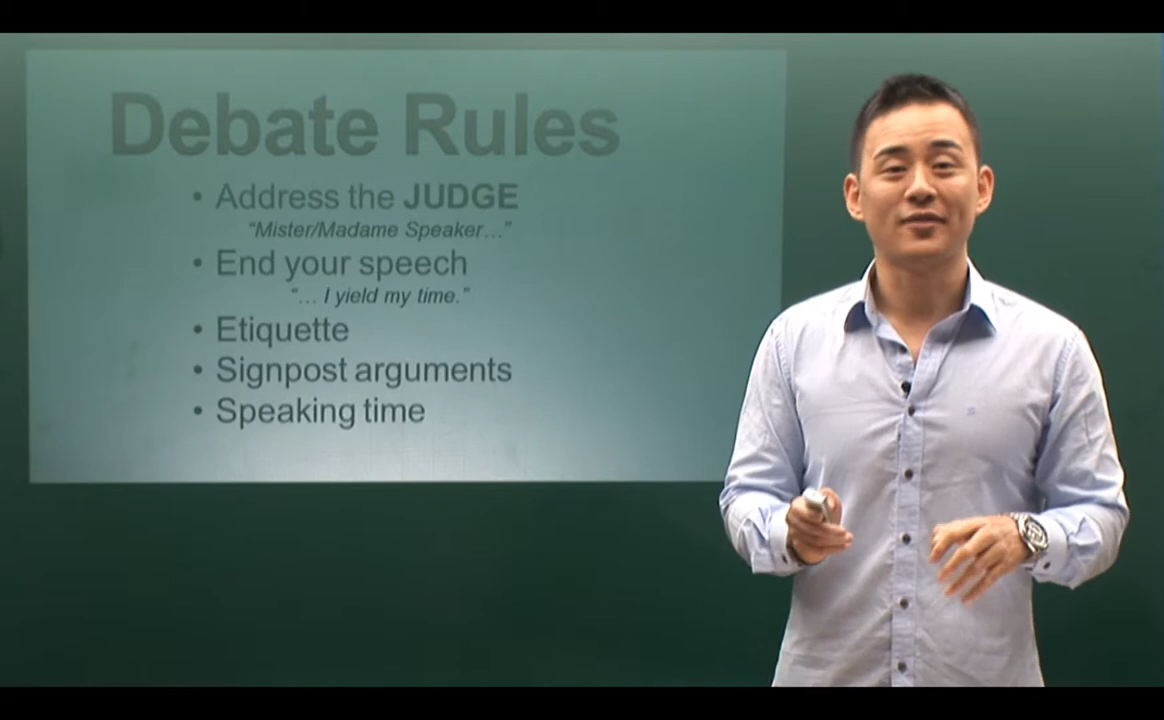 Debate Rules
• Address the JUDGE
“Mister/Madame Speaker…”
• End your speech
“… I yield my time.”
• Etiquette
• Signpost arguments
• Speaking time